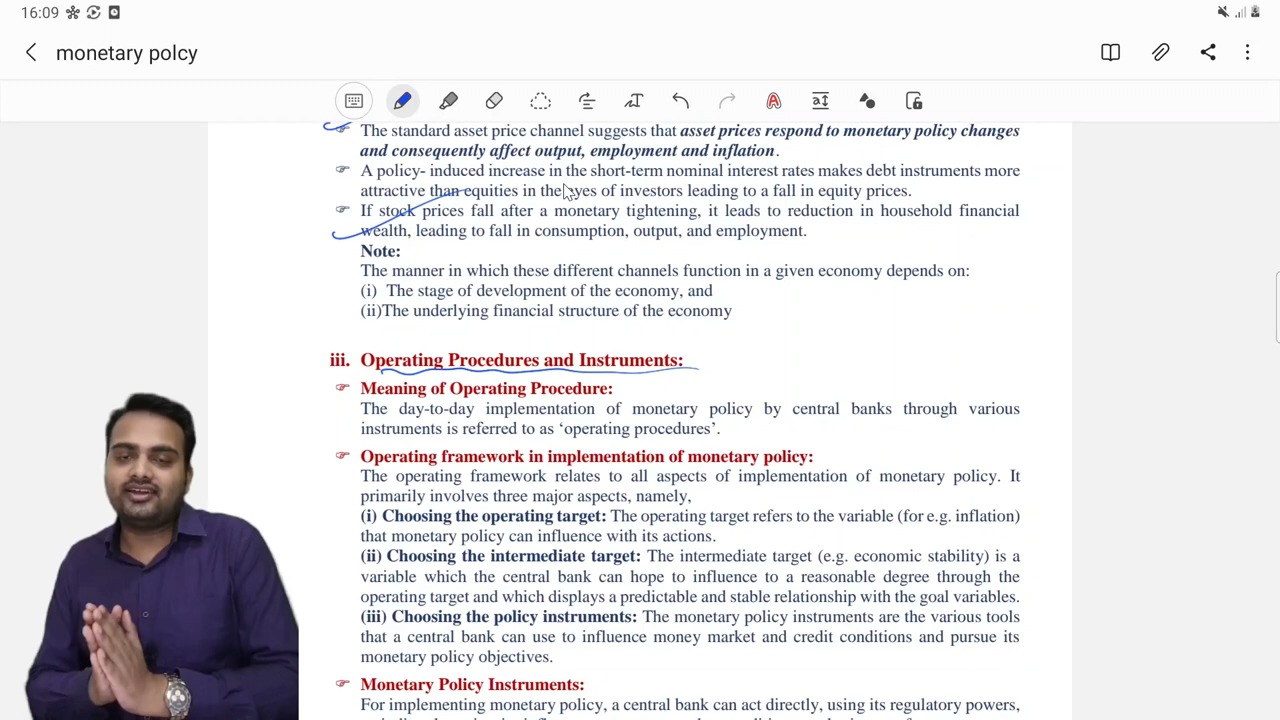 16:09
monetary polcy
The standard asset price channel suggests that asset prices respond to monetary policy changes
and consequently affect output, employment and inflation.
A policy- induced increase in the short-term nominal interest rates makes debt instruments more
attractive than equities in the eyes of investors leading to a fall in equity prices.
If stock prices fall after a monetary tightening, it leads to reduction in household financial
wealth, leading to fall in consumption, output, and employment.
Note:
The manner in which these different channels function in a given economy depends on:
(i) The stage of development of the economy, and
(ii)The underlying financial structure of the economy
iii. Operating Procedures and Instruments:
Meaning of Operating Procedure:
The day-to-day implementation of monetary policy by central banks through various
instruments is referred to as ‘operating procedures’.
Operating framework in implementation of monetary policy:
The operating framework relates to all aspects of implementation of monetary policy. It
primarily involves three major aspects, namely,
(i) Choosing the operating target: The operating target refers to the variable (for e.g. inflation)
that monetary policy can influence with its actions.
(ii) Choosing the intermediate target: The intermediate target (e.g. economic stability) is a
variable which the central bank can hope to influence to a reasonable degree through the
operating target and which displays a predictable and stable relationship with the goal variables.
(iii) Choosing the policy instruments: The monetary policy instruments are the various tools
that a central bank can use to influence money market and credit conditions and pursue its
monetary policy objectives.
Monetary Policy Instruments:
For implementing monetary policy, a central bank can act directly, using its regulatory powers,